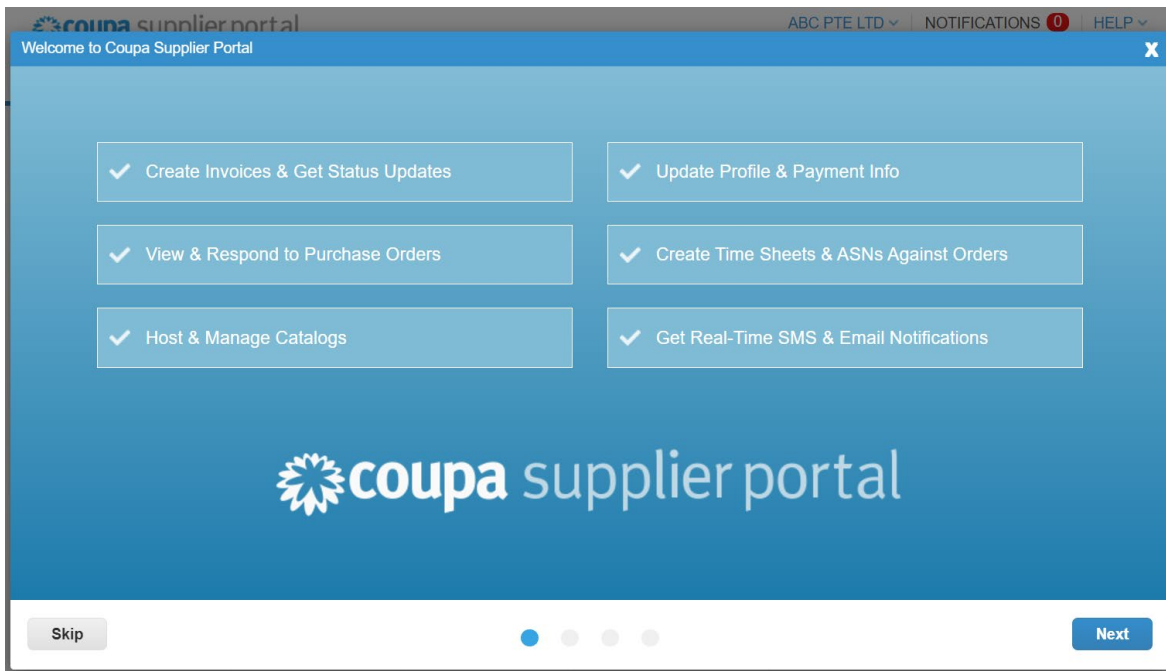 coupa supplier portal
ABC PTE LTD NOTIFICATIONS 0 HELP
Welcome to Coupa Supplier Portal X
Create Invoices & Get Status Updates
Update Profile & Payment Info
View & Respond to Purchase Orders
Create Time Sheets & ASNs Against Orders
Host & Manage Catalogs
Get Real-Time SMS & Email Notifications
coupa supplier portal
Skip
Next